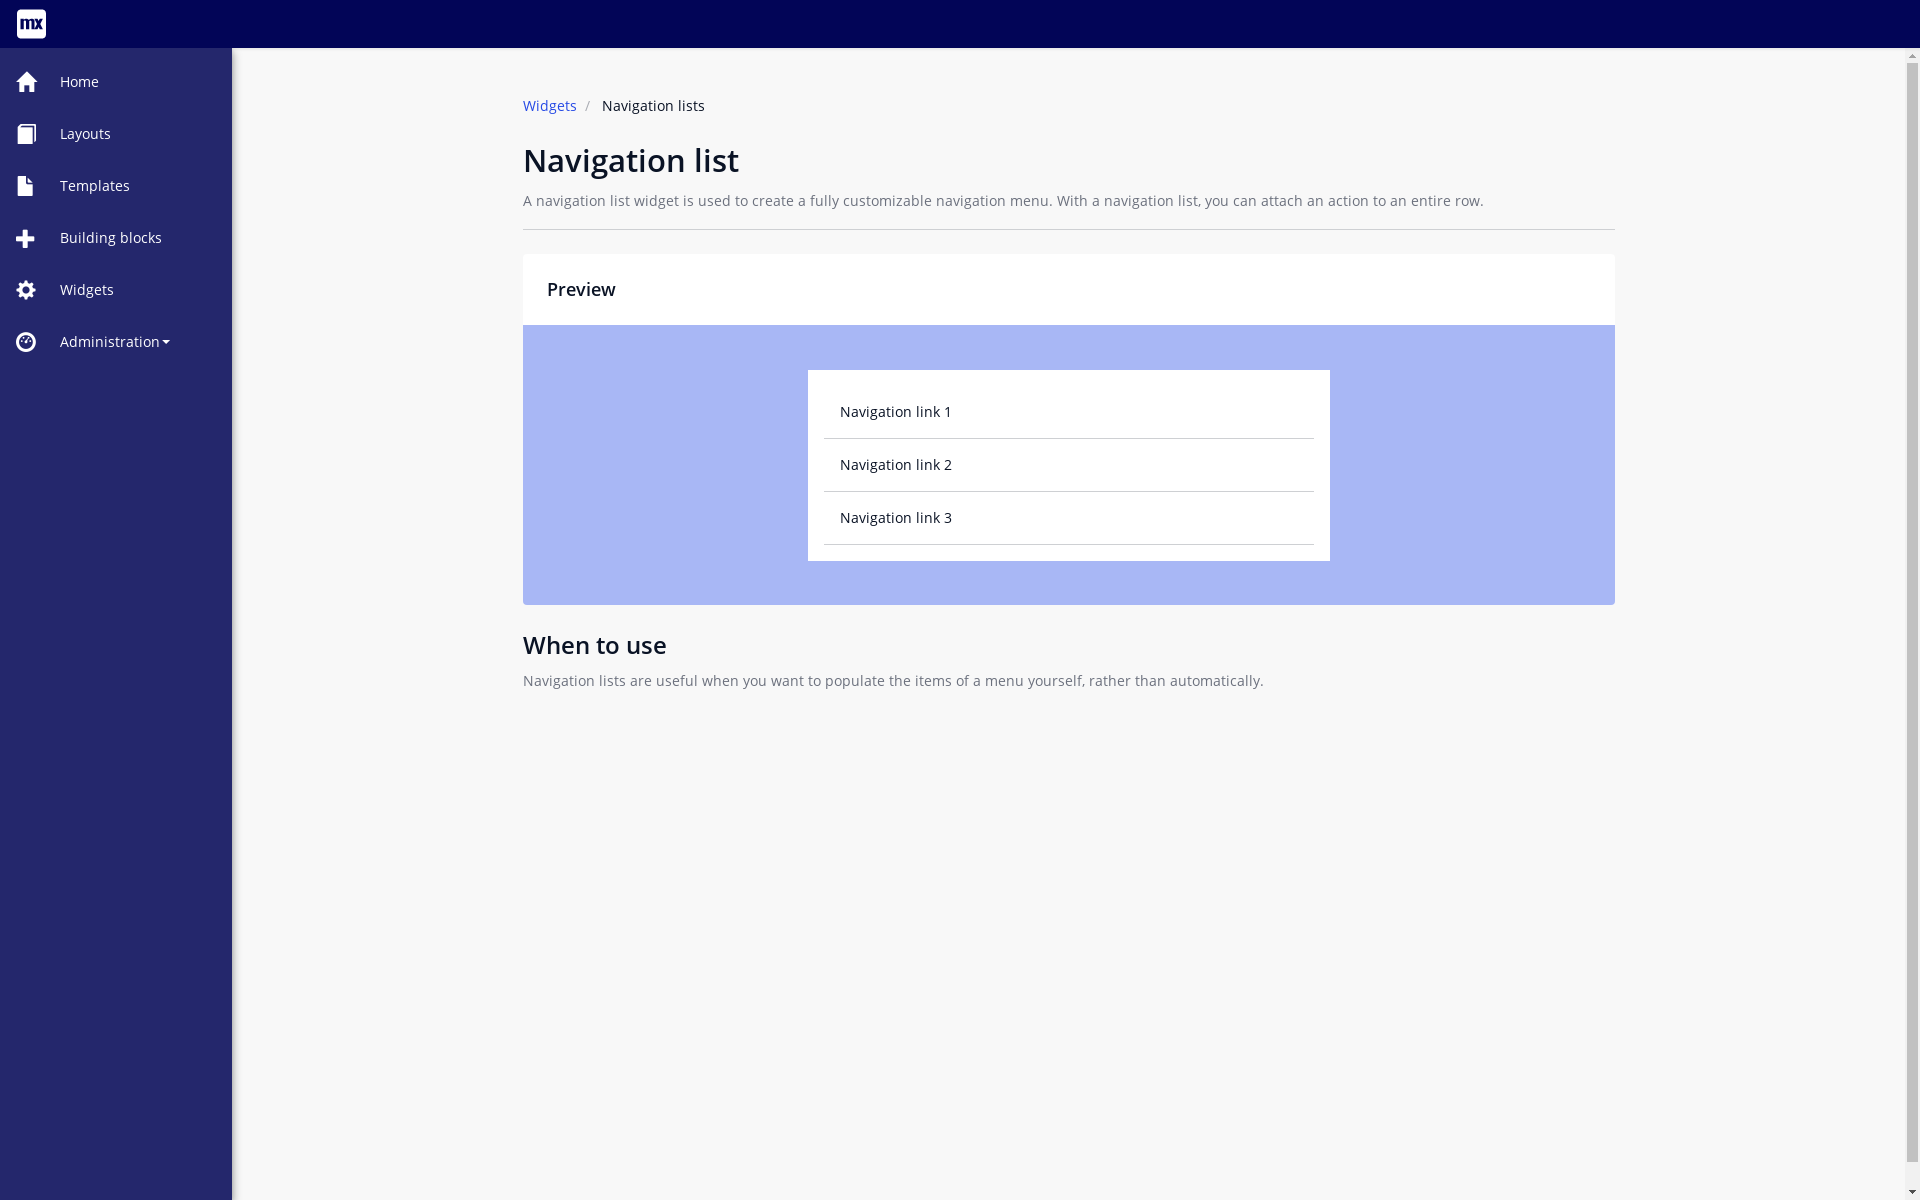 mx
Home
Layouts
Templates
Building blocks
Widgets
Administration
Widgets / Navigation lists
Navigation list
A navigation list widget is used to create a fully customizable navigation menu. With a navigation list, you can attach an action to an entire row.
Preview
Navigation link 1
Navigation link 2
Navigation link 3
When to use
Navigation lists are useful when you want to populate the items of a menu yourself, rather than automatically.